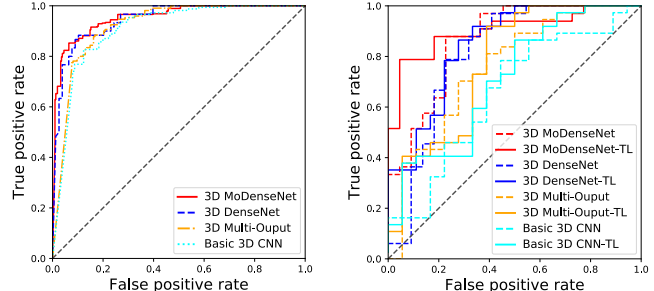 1.0
0.8
0.6
0.4
0.2
0.0
True positive rate
0.0 0.2 0.4 0.6 0.8 1.0
False positive rate
3D MoDenseNet
3D DenseNet
3D Multi-Ouput
Basic 3D CNN
1.0
0.8
0.6
0.4
0.2
0.0
True positive rate
0.0 0.2 0.4 0.6 0.8 1.0
False positive rate
3D MoDenseNet
3D MoDenseNet-TL
3D DenseNet
3D DenseNet-TL
3D Multi-Ouput
3D Multi-Ouput-TL
Basic 3D CNN
Basic 3D CNN-TL